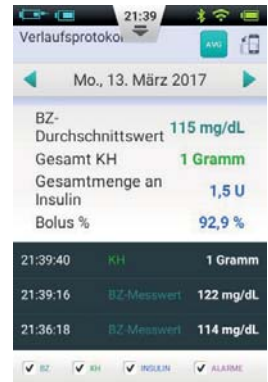 21:39
Verlaufsprotokol
AVG
Mo., 13. März 2017
BZ-
Durchschnittswert 115 mg/dL
Gesamt KH 1 Gramm
Gesamtmenge an
Insulin 1,5 U
Bolus % 92,9 %
21:39:40 KH 1 Gramm
21:39:16 BZ-Messwert 122 mg/dL
21:36:18 BZ-Messwert 114 mg/dL
BZ KH INSULIN ALARME